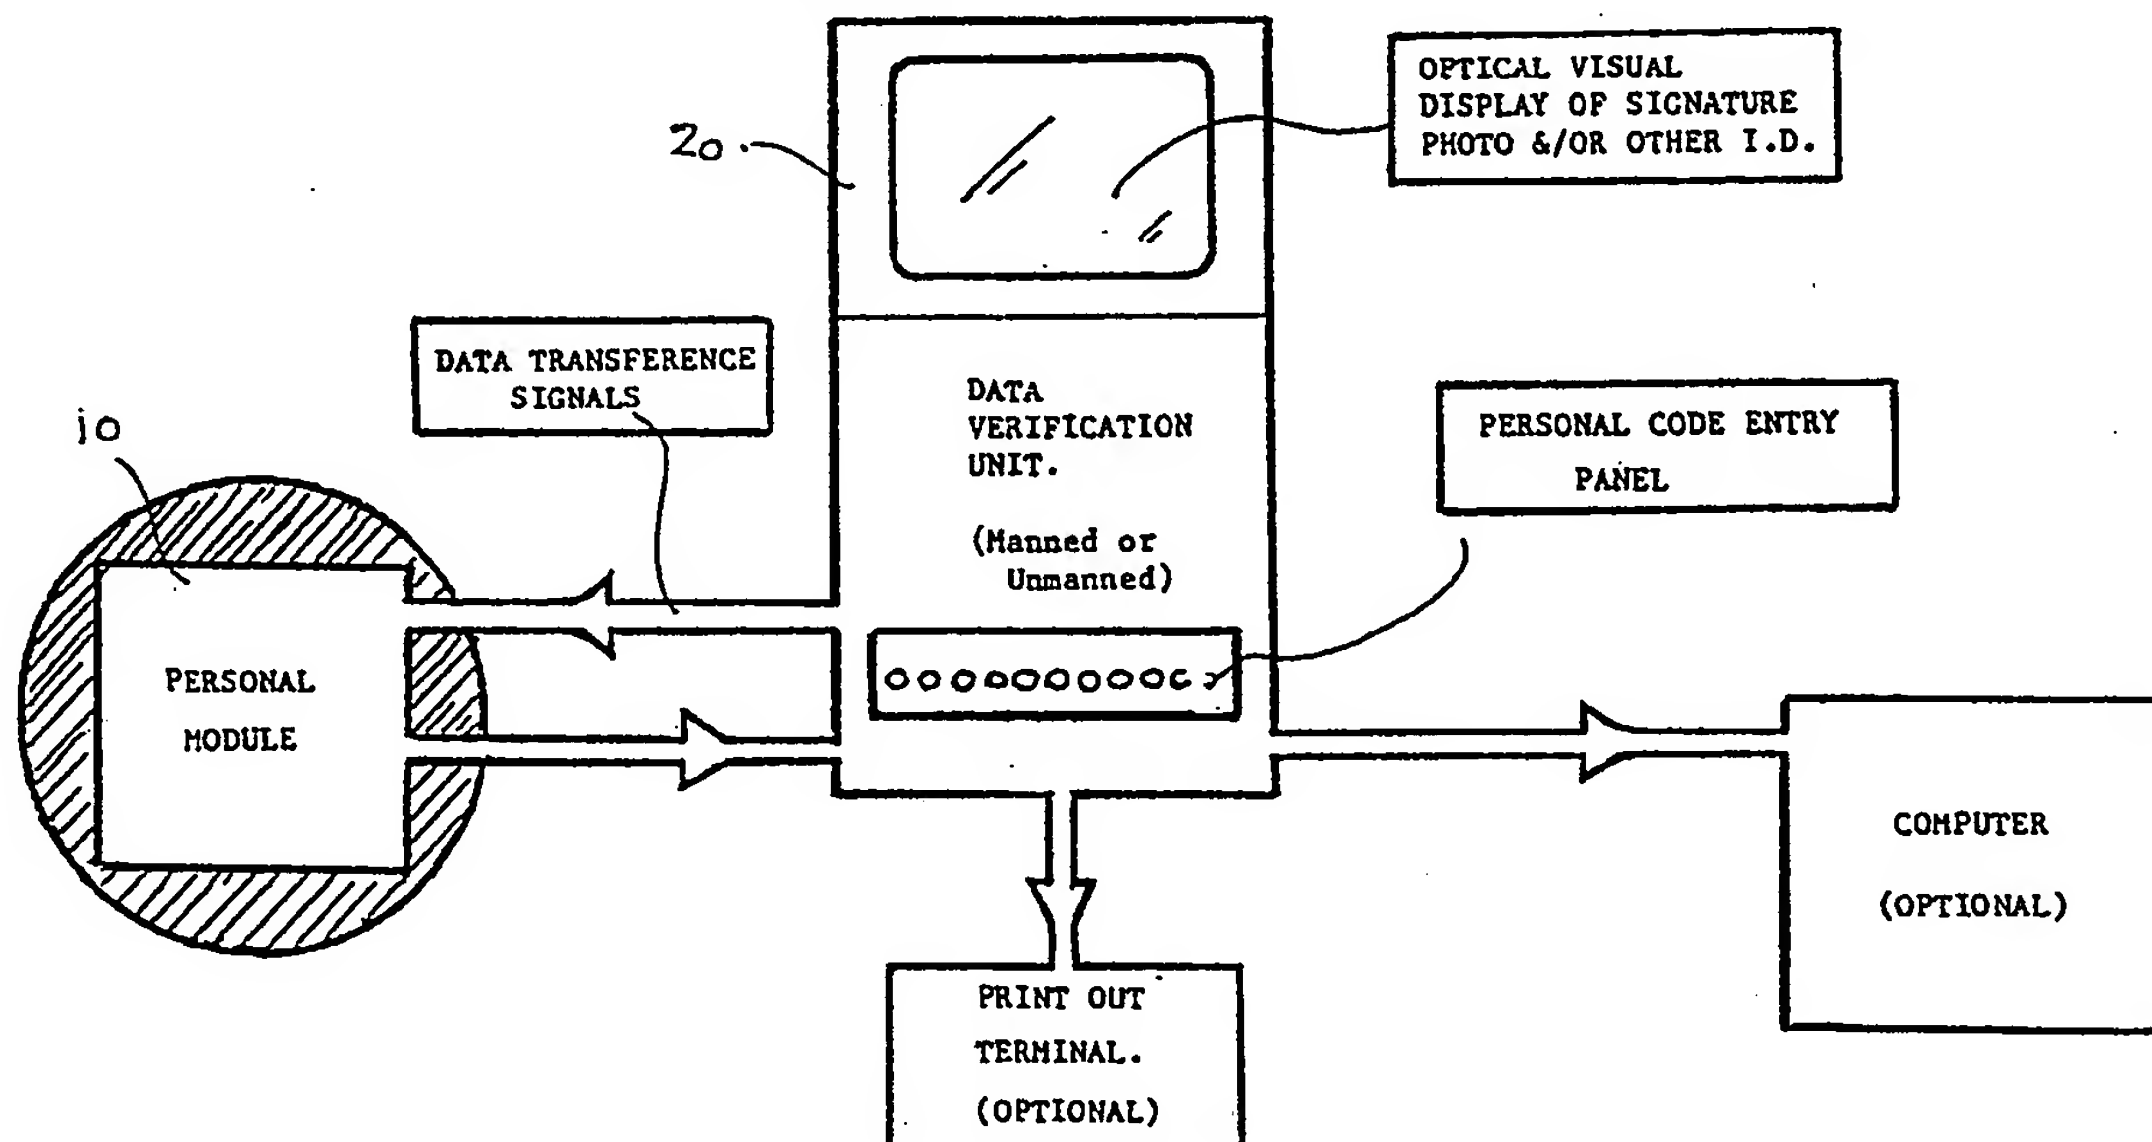 OPTICAL VISUAL
DISPLAY OF SIGNATURE
PHOTO &/OR OTHER I.D.
20
DATA TRANSFERENCE
SIGNALS
DATA
VERIFICATION
UNIT.
(Manned or
Unmanned)
PERSONAL CODE ENTRY
PANEL
10
PERSONAL
MODULE
COMPUTER
(OPTIONAL)
PRINT OUT
TERMINAL.
(OPTIONAL)